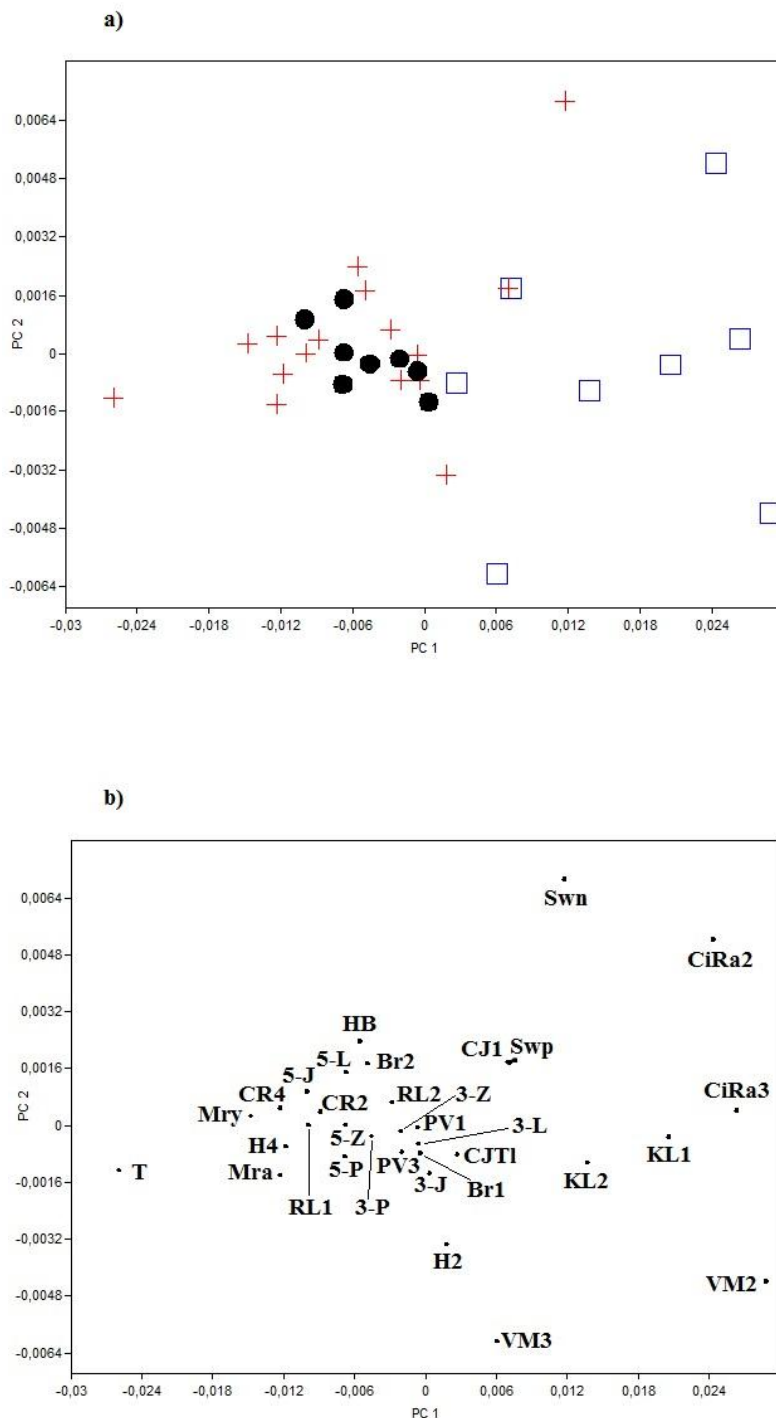 a)
0,0064
0,0048
0,0032
0,0016
0
-0,0016
-0,0032
-0,0048
-0,0064
PC 2
-0,03 -0,024 -0,018 -0,012 -0,006 0 0,006 0,012 0,018 0,024
PC 1
b)
0,0064
0,0048
0,0032
0,0016
0
-0,0016
-0,0032
-0,0048
-0,0064
PC 2
Swn
CiRa2
HB
5-L Br2 CJ1 Swp
5-J
CR4 CR2 RL2 3-Z CiRa3
Mry PV1 3-L
H4 5-Z KL1
T Mra 5-P PV3 CJTl KL2
3-J Br1
RL1 3-P
H2
VM2
VM3
-0,03 -0,024 -0,018 -0,012 -0,006 0 0,006 0,012 0,018 0,024
PC 1